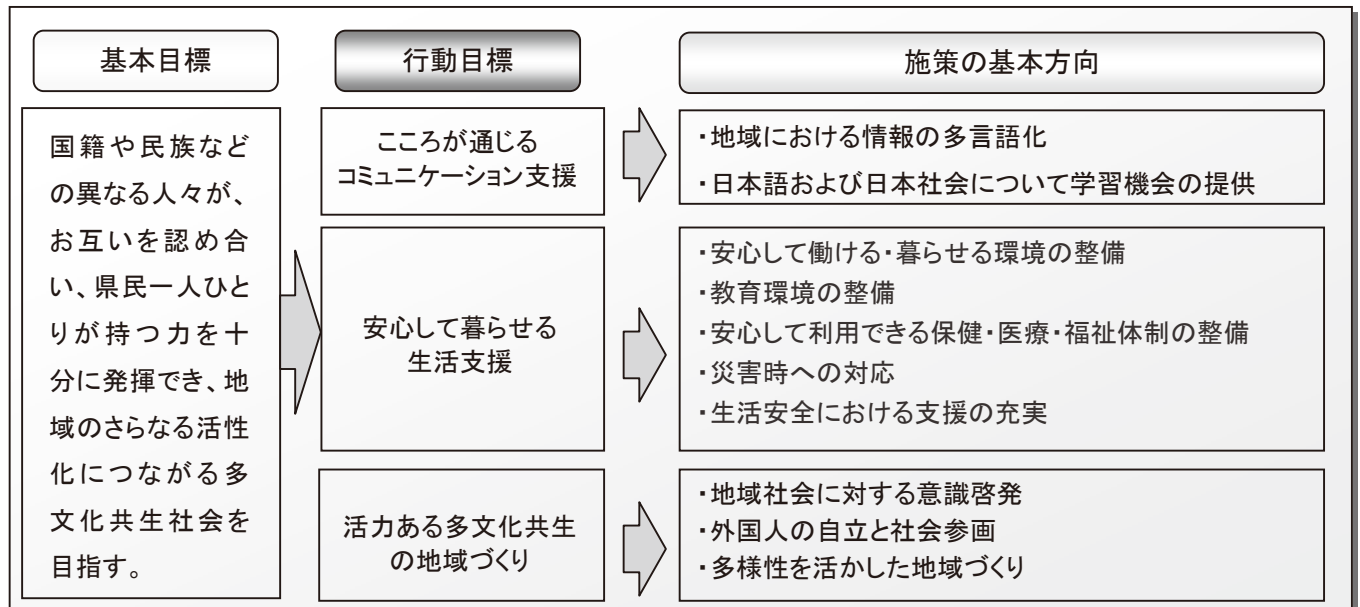 基本目標
行動目標
施策の基本方向
国籍や民族など
の異なる人々が、
お互いを認め合
い、県民一人ひと
りが持つ力を十
分に発揮でき、地
域のさらなる活性
化につながる多
文化共生社会を
目指す。
こころが通じる
コミュニケーション支援
・地域における情報の多言語化
・日本語および日本社会について学習機会の提供
安心して暮らせる
生活支援
・安心して働ける・暮らせる環境の整備
・教育環境の整備
・安心して利用できる保健・医療・福祉体制の整備
・災害時への対応
・生活安全における支援の充実
活力ある多文化共生
の地域づくり
・地域社会に対する意識啓発
・外国人の自立と社会参画
・多様性を活かした地域づくり